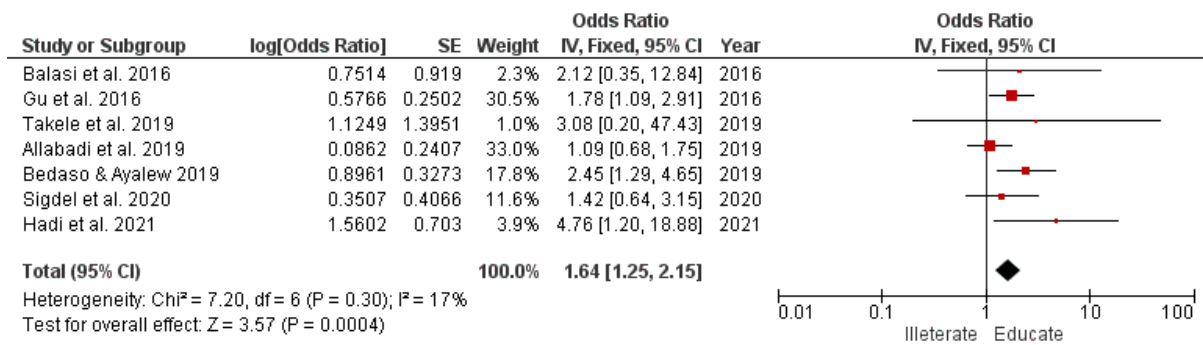 Odds Ratio Odds Ratio
Study or Subgroup log[Odds Ratio] SE Weight IV, Fixed, 95% CI Year IV, Fixed, 95% CI
Balasi et al. 2016 0.7514 0.919 2.3% 2.12 [0.35, 12.84] 2016
Gu et al. 2016 0.5766 0.2502 30.5% 1.78 [1.09, 2.91] 2016
Takele et al. 2019 1.1249 1.3951 1.0% 3.08 [0.20, 47.43] 2019
Allabadi et al. 2019 0.0862 0.2407 33.0% 1.09 [0.68, 1.75] 2019
Bedaso & Ayalew 2019 0.8961 0.3273 17.8% 2.45 [1.29, 4.65] 2019
Sigdel et al. 2020 0.3507 0.4066 11.6% 1.42 [0.64, 3.15] 2020
Hadi et al. 2021 1.5602 0.703 3.9% 4.76 [1.20, 18.88] 2021
Total (95% CI) 100.0% 1.64 [1.25, 2.15]
Heterogeneity: Chi² = 7.20, df = 6 (P = 0.30); I² = 17%
Test for overall effect: Z = 3.57 (P = 0.0004)
0.01 0.1 1 10 100
Illeterate Educate